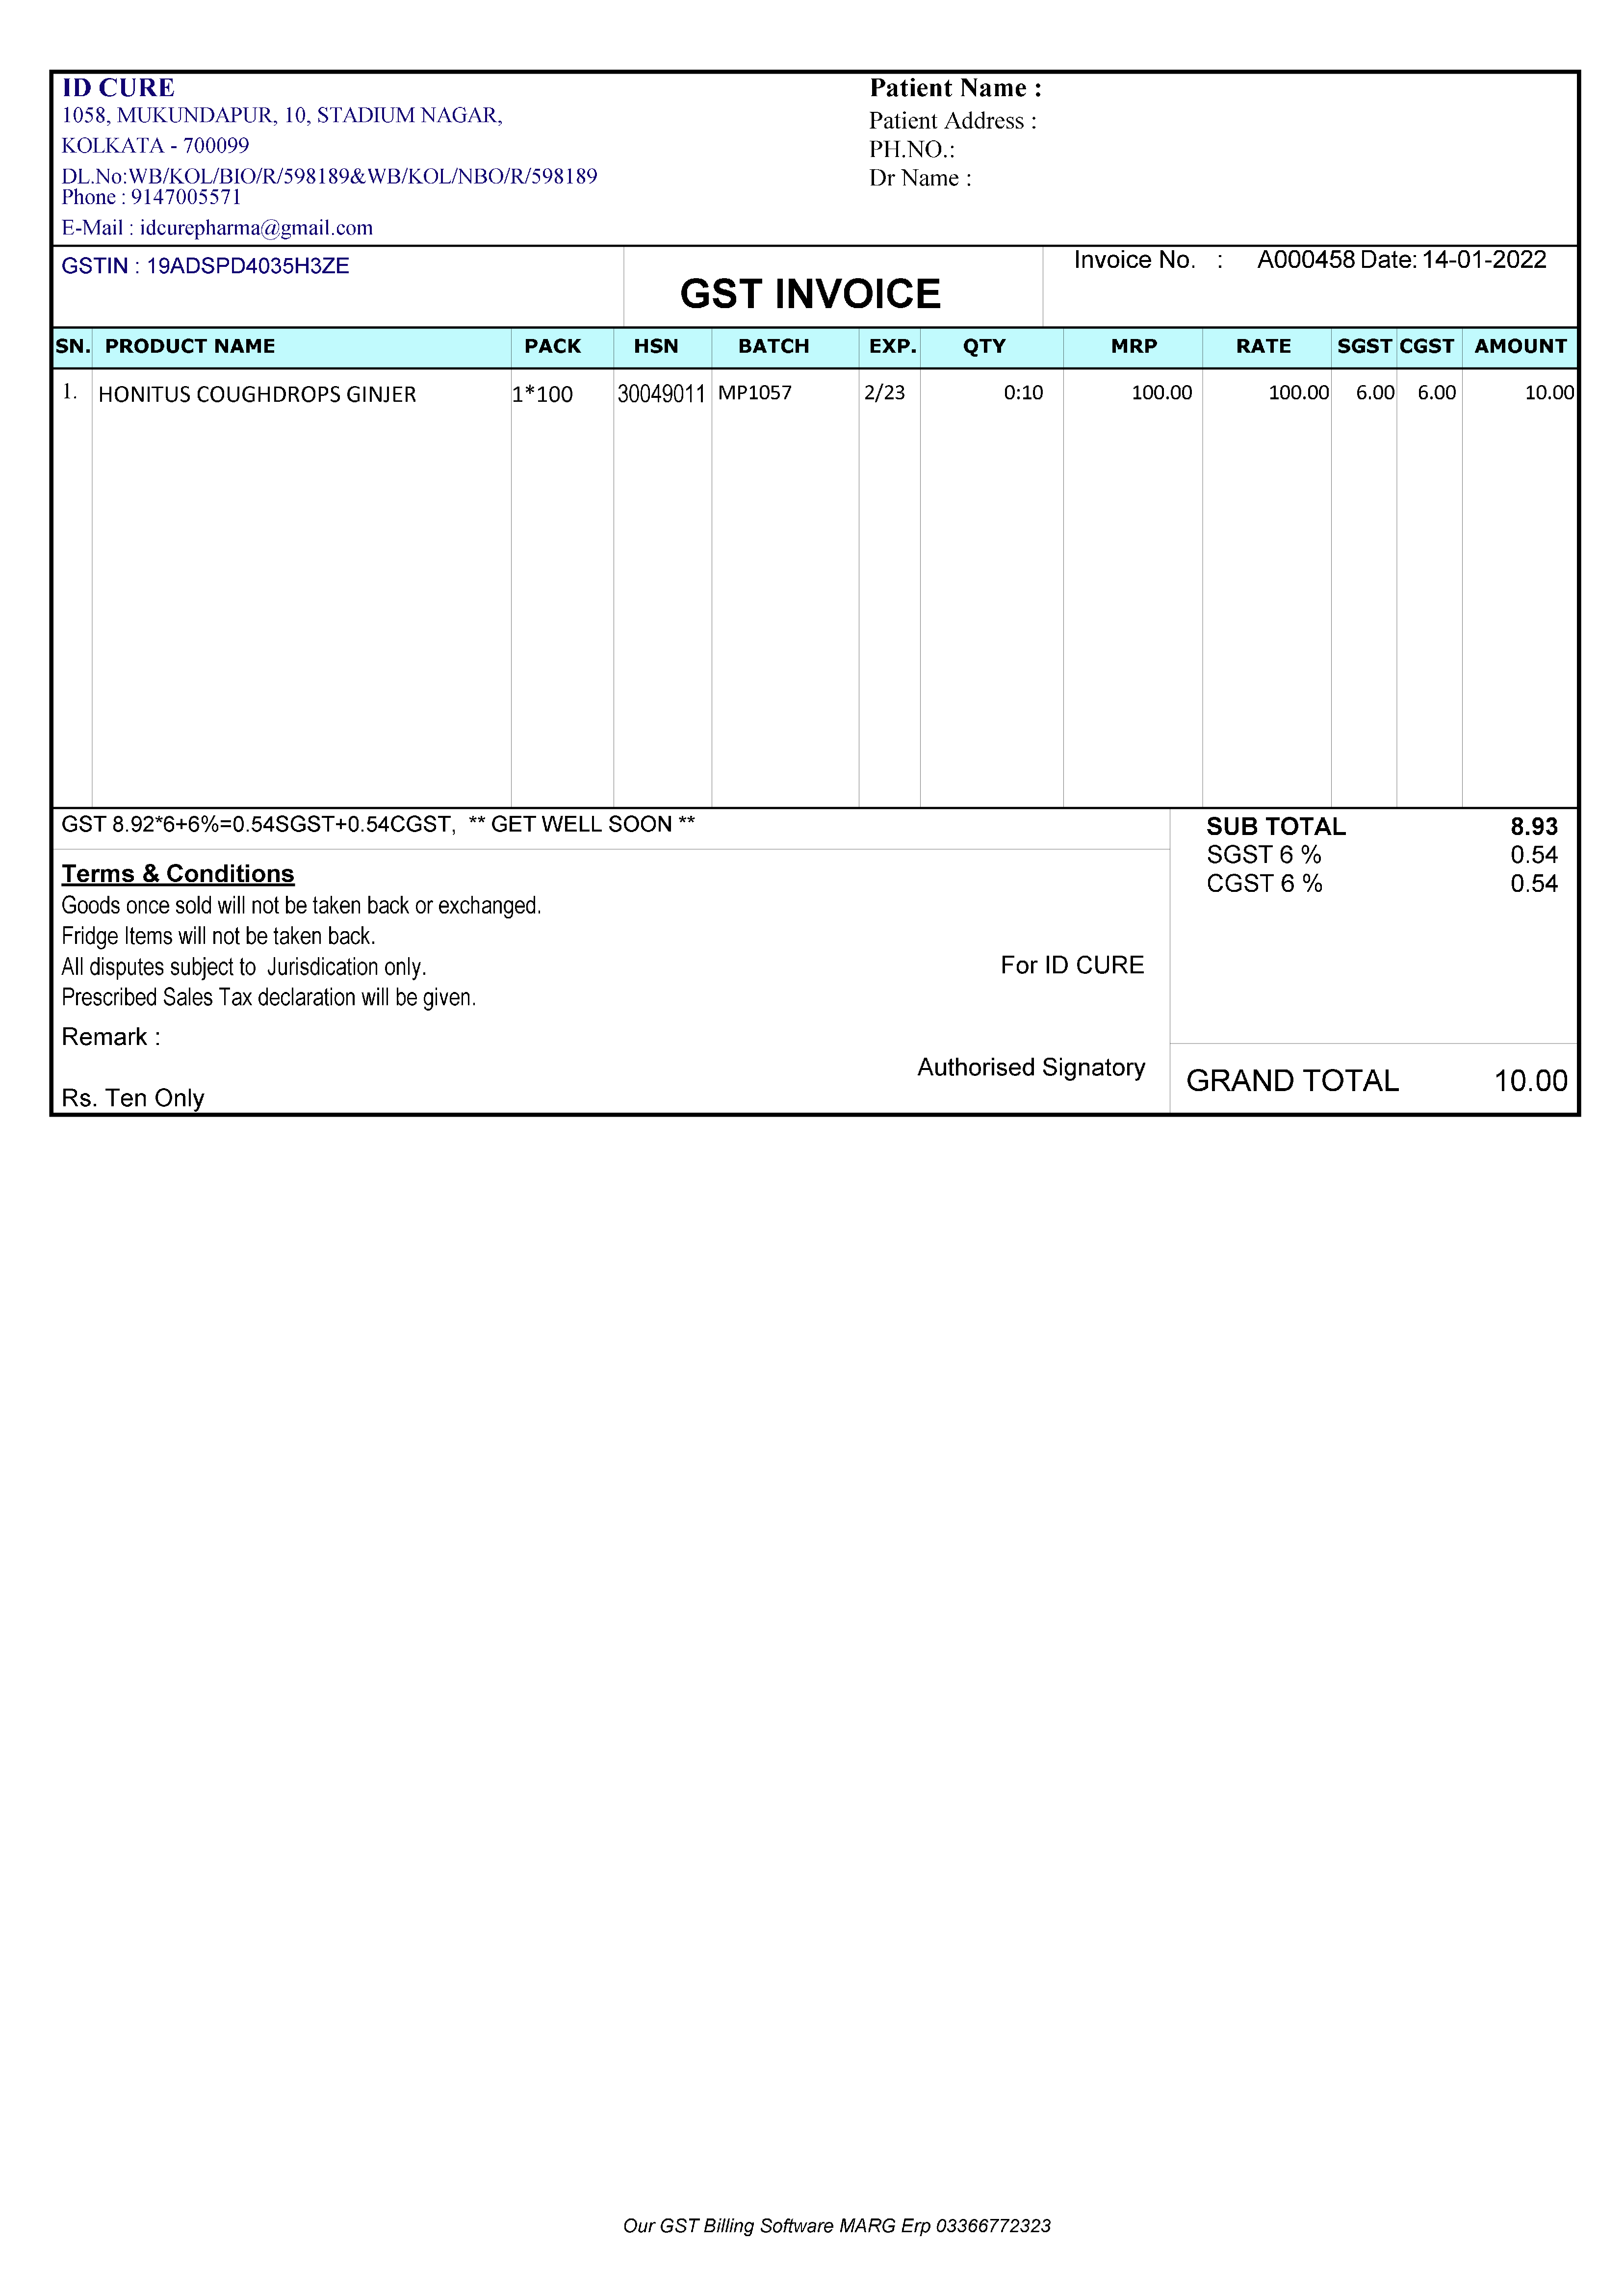 ID CURE
1058, MUKUNDAPUR, 10, STADIUM NAGAR,
KOLKATA - 700099
DL.No:WB/KOL/BIO/R/598189&WB/KOL/NBO/R/598189
Phone : 9147005571
E-Mail : idcurepharma@gmail.com
Patient Name :
Patient Address :
PH.NO.:
Dr Name :
GSTIN : 19ADSPD4035H3ZE
GST INVOICE
Invoice No. : A000458 Date: 14-01-2022
SN. PRODUCT NAME PACK HSN BATCH EXP. QTY MRP RATE SGST CGST AMOUNT
1. HONITUS COUGHDROPS GINJER 1*100 30049011 MP1057 2/23 0:10 100.00 100.00 6.00 6.00 10.00
GST 8.92*6+6%=0.54SGST+0.54CGST, ** GET WELL SOON **
Terms & Conditions
Goods once sold will not be taken back or exchanged.
Fridge Items will not be taken back.
All disputes subject to Jurisdication only.
Prescribed Sales Tax declaration will be given.
Remark :
Rs. Ten Only
For ID CURE
Authorised Signatory
SUB TOTAL 8.93
SGST 6 % 0.54
CGST 6 % 0.54
GRAND TOTAL 10.00
Our GST Billing Software MARG Erp 03366772323